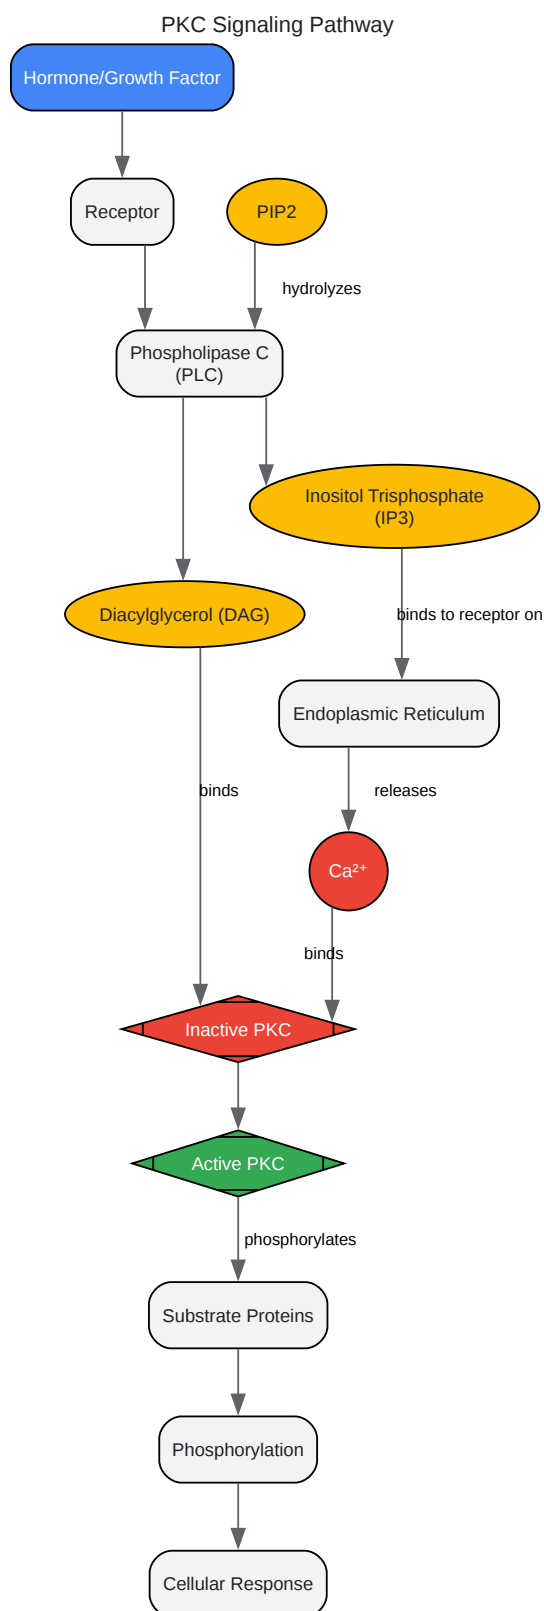 PKC Signaling Pathway
Hormone/Growth Factor
Receptor
PIP2
hydrolyzes
Phospholipase C
(PLC)
Inositol Trisphosphate
(IP3)
Diacylglycerol (DAG)
binds to receptor on
Endoplasmic Reticulum
binds
releases
Ca²⁺
binds
Inactive PKC
Active PKC
phosphorylates
Substrate Proteins
Phosphorylation
Cellular Response